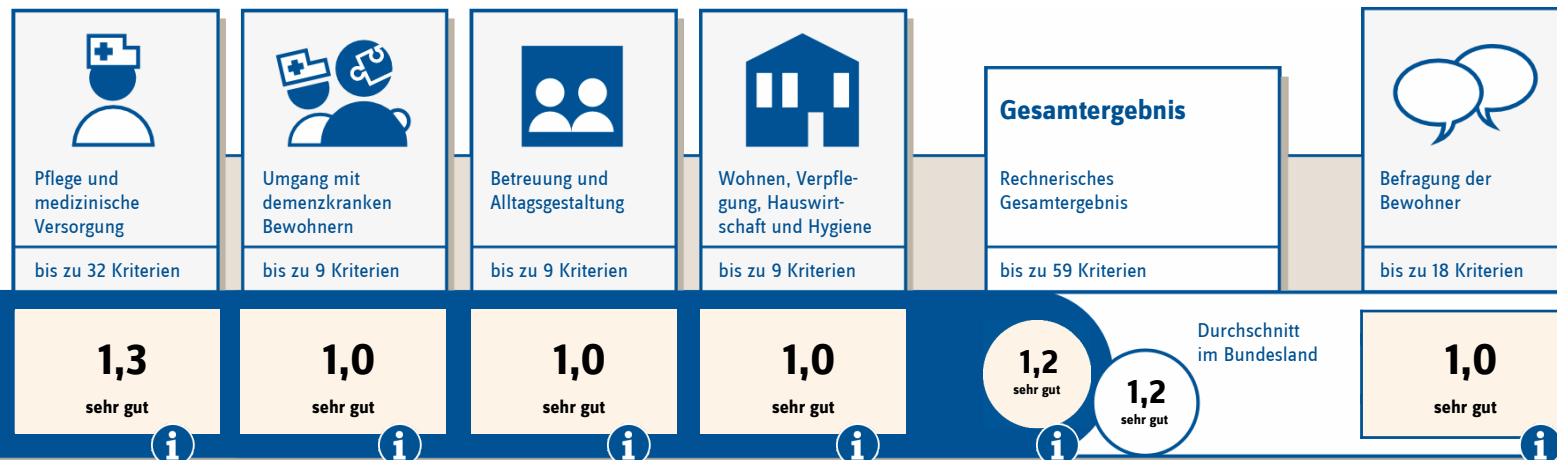 Pflege und
medizinische
Versorgung
bis zu 32 Kriterien
1,3
sehr gut
i
Umgang mit
demenzkranken
Bewohnern
bis zu 9 Kriterien
1,0
sehr gut
i
Betreuung und
Alltagsgestaltung
bis zu 9 Kriterien
1,0
sehr gut
i
Wohnen, Verpfle-
gung, Hauswirt-
schaft und Hygiene
bis zu 9 Kriterien
1,0
sehr gut
i
Gesamtergebnis
Rechnerisches
Gesamtergebnis
bis zu 59 Kriterien
1,2
sehr gut
i
Durchschnitt
im Bundesland
1,2
sehr gut
Befragung der
Bewohner
bis zu 18 Kriterien
1,0
sehr gut
i